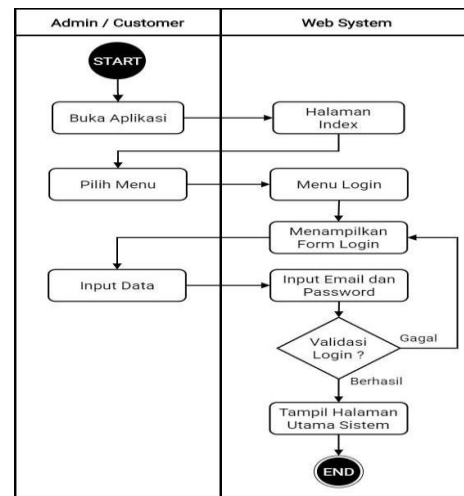 Admin / Customer
Web System
START
Buka Aplikasi
Halaman
Index
Pilih Menu
Menu Login
Menampilkan
Form Login
Input Data
Input Email dan
Password
Validasi
Login ?
Gagal
Berhasil
Tampil Halaman
Utama Sistem
END